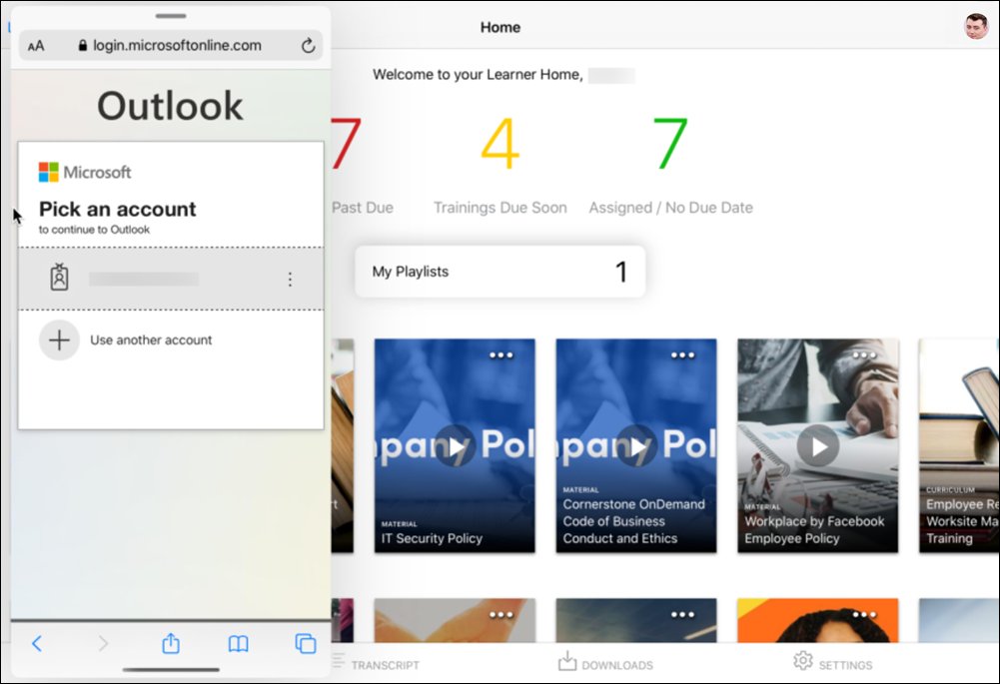 AA login.microsoftonline.com
Outlook
Microsoft
Pick an account
to continue to Outlook
Use another account
Home
Welcome to your Learner Home,
7 4 7
Past Due Trainings Due Soon Assigned / No Due Date
My Playlists 1
MATERIAL
IT Security Policy
MATERIAL
Cornerstone OnDemand
Code of Business
Conduct and Ethics
MATERIAL
Workplace by Facebook
Employee Policy
CURRICULUM
Employee Re
Worksite Ma
Training
mpany Pol
mpany Pol
TRANSCRIPT DOWNLOADS SETTINGS